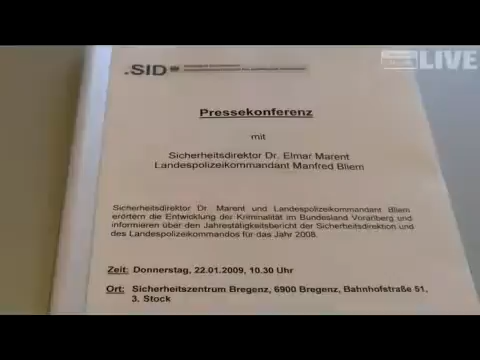 LIVE
.SID
Pressekonferenz
mit
Sicherheitsdirektor Dr. Elmar Marent
Landespolizeikommandant Manfred Bliem
Sicherheitsdirektor Dr. Marent und Landespolizeikommandant Bliem
erörtern die Entwicklung der Kriminalität im Bundesland Vorarlberg und
informieren über den Jahrestätigkeitsbericht der Sicherheitsdirektion und
des Landespolizeikommandos für das Jahr 2008.
Zeit: Donnerstag, 22.01.2009, 10.30 Uhr
Ort: Sicherheitszentrum Bregenz, 6900 Bregenz, Bahnhofstraße 51,
3. Stock